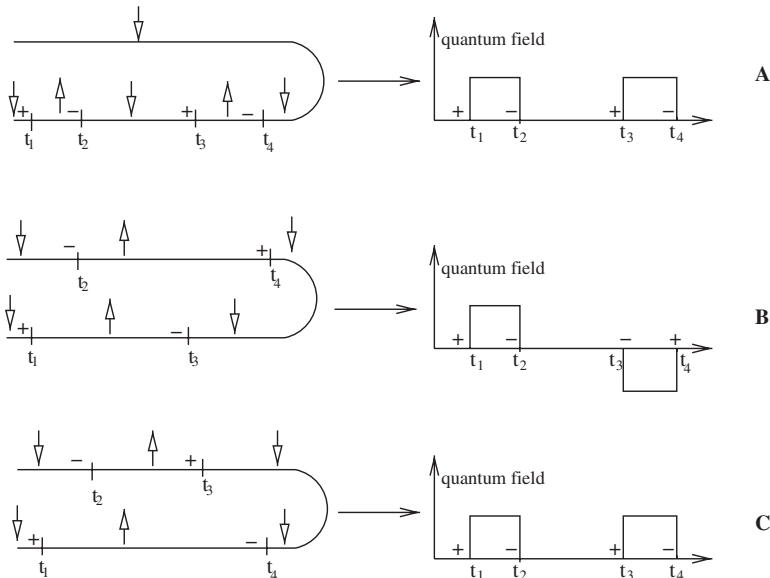 quantum field
A
+ − + −
t1 t2 t3 t4
+ − + −
t1 t2 t3 t4
− +
t2 t4
quantum field
B
+ −
t1 t3
+ − − +
t1 t2 t3 t4
− +
t2 t3
quantum field
C
+ −
t1 t4
+ − + −
t1 t2 t3 t4